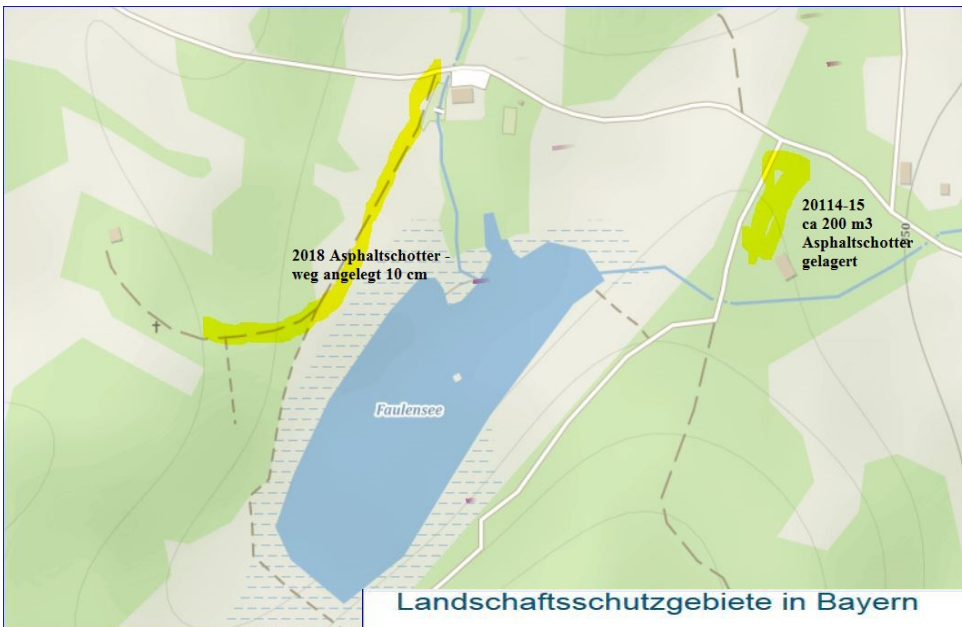 2018 Asphaltschotter -
weg angelegt 10 cm
20114-15
ca 200 m3
Asphaltschotter
gelagert
Faulensee
Landschaftsschutzgebiete in Bayern